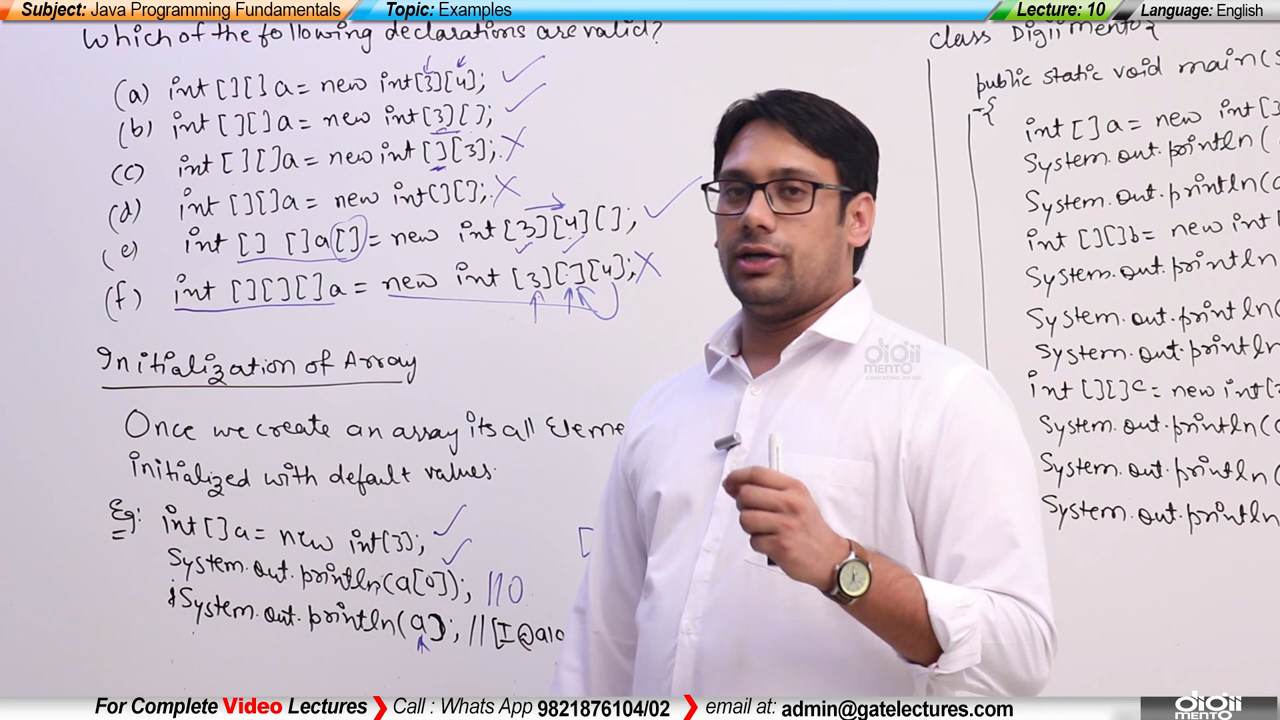 Subject: Java Programming Fundamentals
Topic: Examples
Lecture: 10
Language: English
Which of the following declarations are valid?
(a) int [][] a = new int[3][4]; ✓
(b) int [][] a = new int[3][]; ✓
(c) int [][] a = new int [][3]; X
(d) int [][] a = new int[][]; X
(e) int [] [] a [] = new int [3][4][]; ✓
(f) int [][][] a = new int [3][][4]; X
Initialization of Array
Once we create an array its all Eleme
initialized with default values.
Eg: int[] a = new int[3]; ✓
System.out.println(a[0]); //0 ✓
System.out.println(a); //[I@a10
class Digiimento {
public static void main(S
{
int [] a = new int[3]
System.out.println(
System.out.println(a
int [][] b = new int
System.out.println
System.out.println(
System.out.println
int [][] c = new int[
System.out.println(
System.out.println(
System.out.println
digii
MENTO
For Complete Video Lectures
Call : Whats App 9821876104/02
email at: admin@gatelectures.com
digii
MENTO